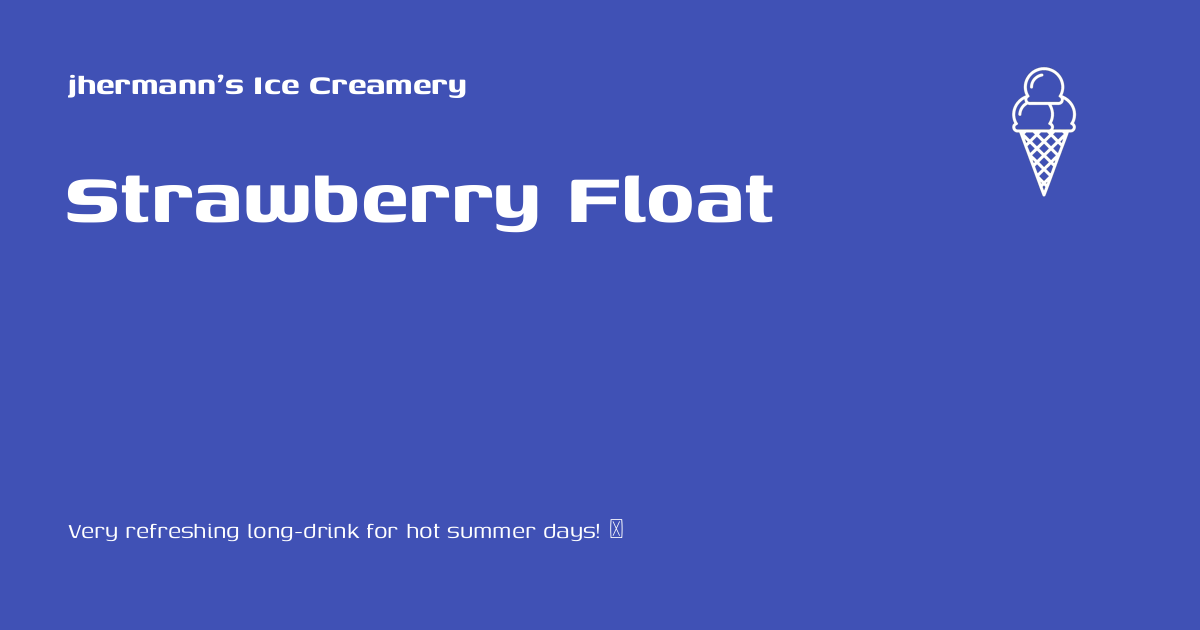 jhermann’s Ice Creamery
Strawberry Float
Very refreshing long-drink for hot summer days!